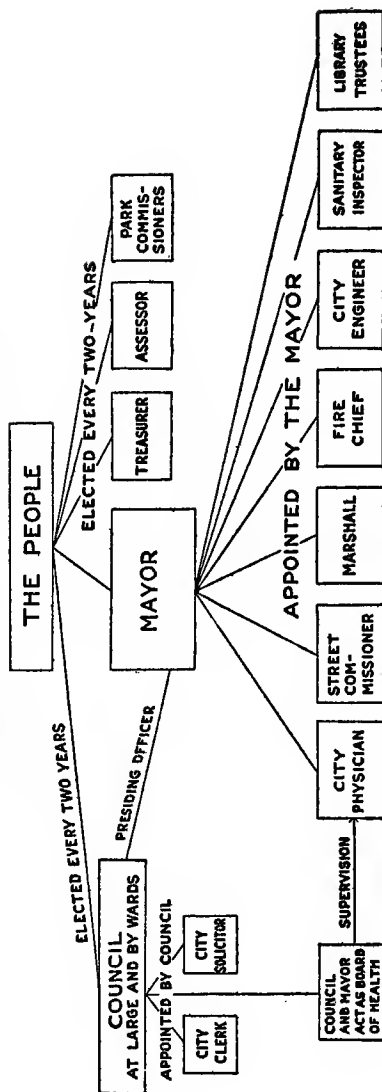 THE PEOPLE
ELECTED EVERY TWO YEARS
ELECTED EVERY TWO-YEARS
COUNCIL
AT LARGE AND BY WARDS
PRESIDING OFFICER
MAYOR
TREASURER
ASSESSOR
PARK
COMMIS-
SIONERS
APPOINTED BY COUNCIL
CITY
CLERK
CITY
SOLICITOR
APPOINTED BY THE MAYOR
COUNCIL
AND MAYOR
ACT AS BOARD
OF HEALTH
SUPERVISION
CITY
PHYSICIAN
STREET
COM-
MISSIONER
MARSHALL
FIRE
CHIEF
CITY
ENGINEER
SANITARY
INSPECTOR
LIBRARY
TRUSTEES